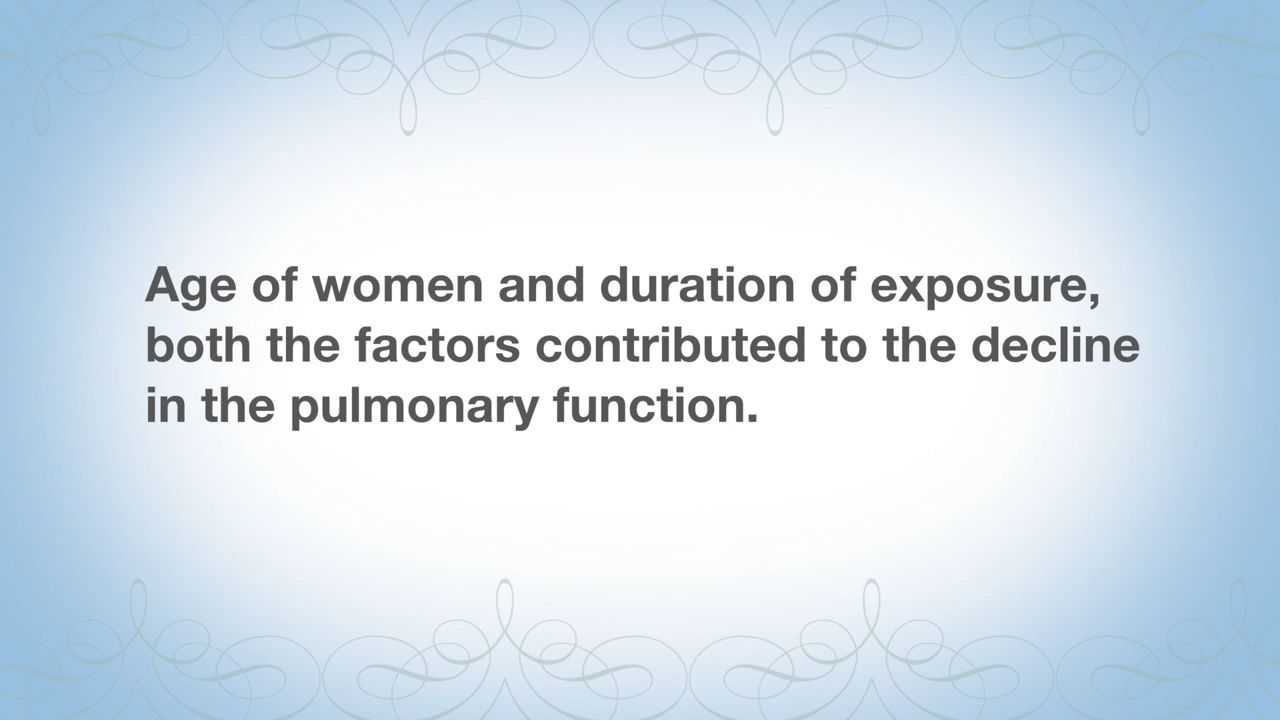 Age of women and duration of exposure,
both the factors contributed to the decline
in the pulmonary function.